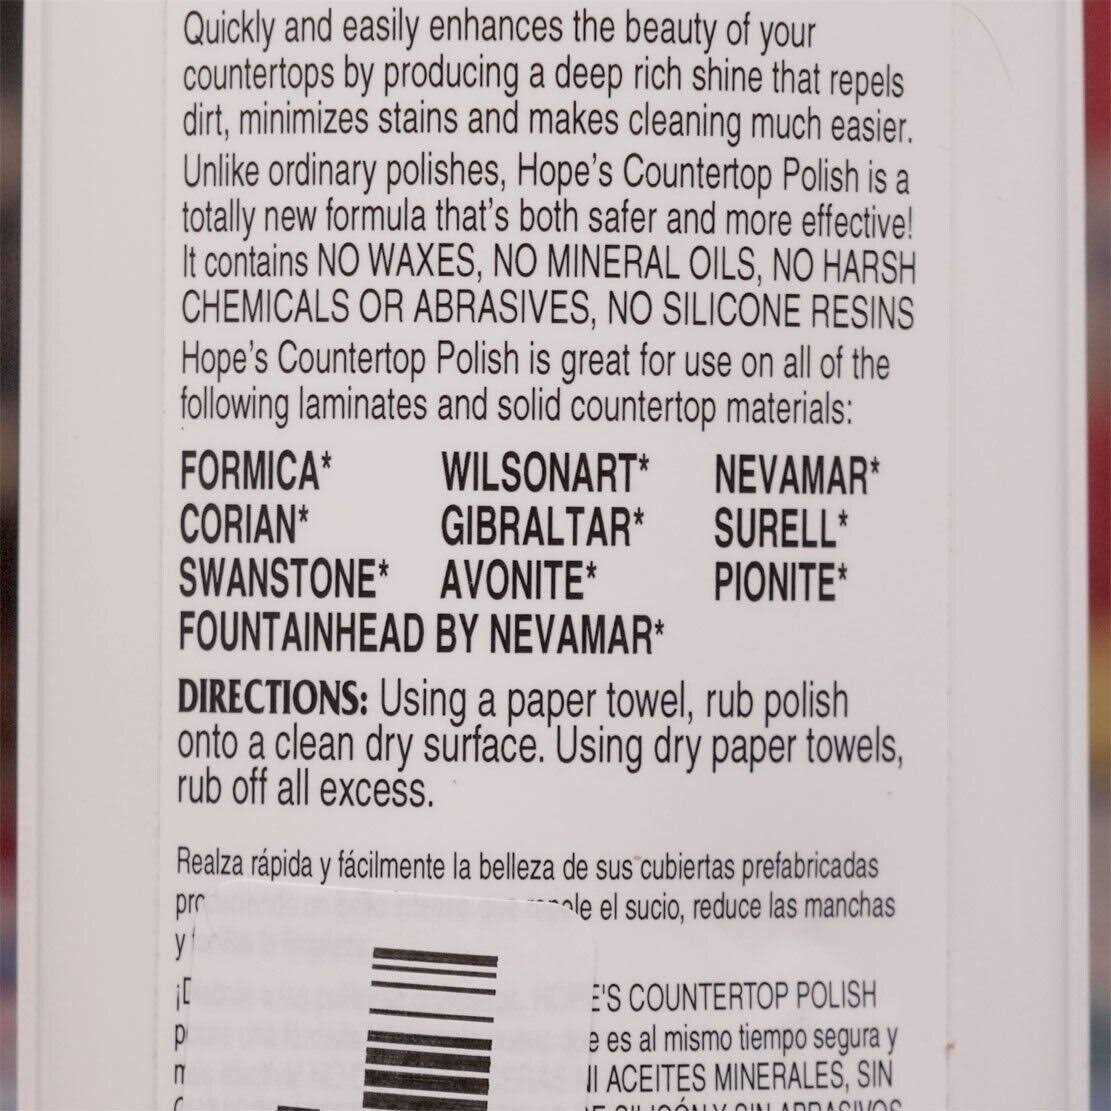 Quickly and easily enhances the beauty of your
countertops by producing a deep rich shine that repels
dirt, minimizes stains and makes cleaning much easier.
Unlike ordinary polishes, Hope's Countertop Polish is a
totally new formula that's both safer and more effective!
It contains NO WAXES, NO MINERAL OILS, NO HARSH
CHEMICALS OR ABRASIVES, NO SILICONE RESINS
Hope's Countertop Polish is great for use on all of the
following laminates and solid countertop materials:
FORMICA* WILSONART* NEVAMAR*
CORIAN* GIBRALTAR* SURELL*
SWANSTONE* AVONITE* PIONITE*
FOUNTAINHEAD BY NEVAMAR*
DIRECTIONS: Using a paper towel, rub polish
onto a clean dry surface. Using dry paper towels,
rub off all excess.
Realza rápida y fácilmente la belleza de sus cubiertas prefabricadas
el sucio, reduce las manchas
y
COUNTERTOP POLISH
es al mismo tiempo segura y
ACEITES MINERALES, SIN